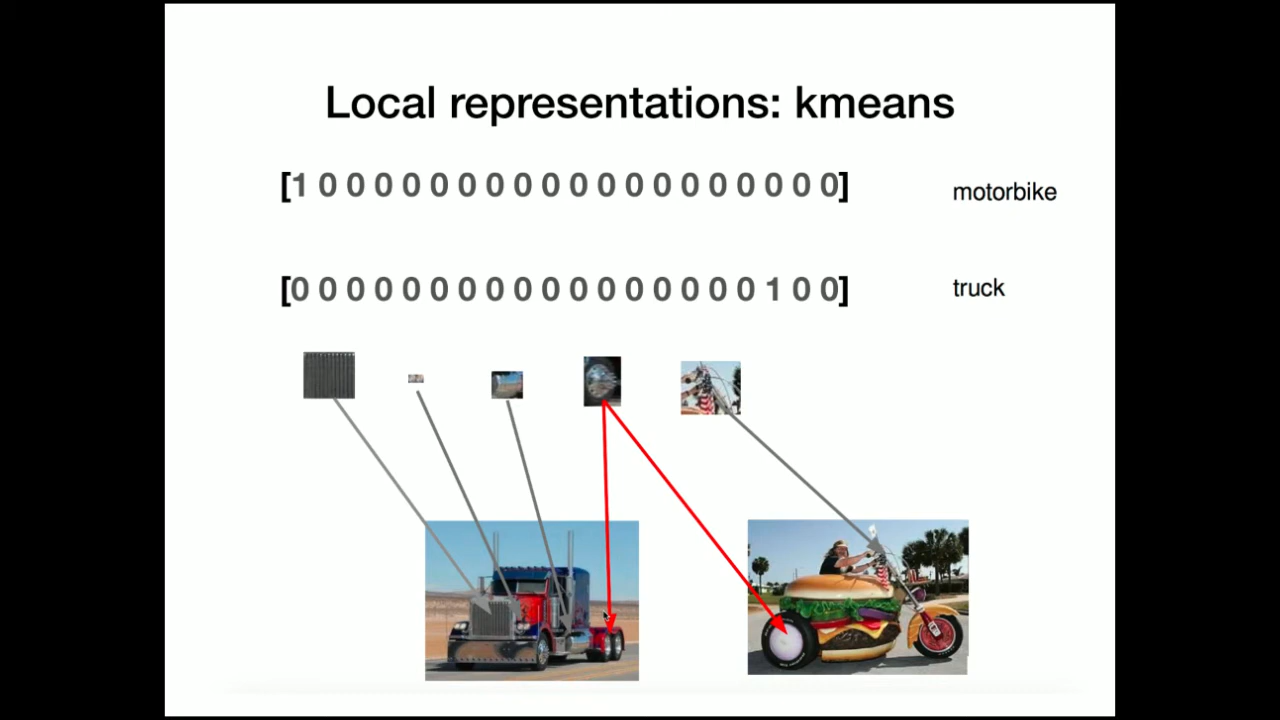 Local representations: kmeans
[1 0 0 0 0 0 0 0 0 0 0 0 0 0 0 0 0 0 0 0] motorbike
[0 0 0 0 0 0 0 0 0 0 0 0 0 0 0 0 0 1 0 0] truck